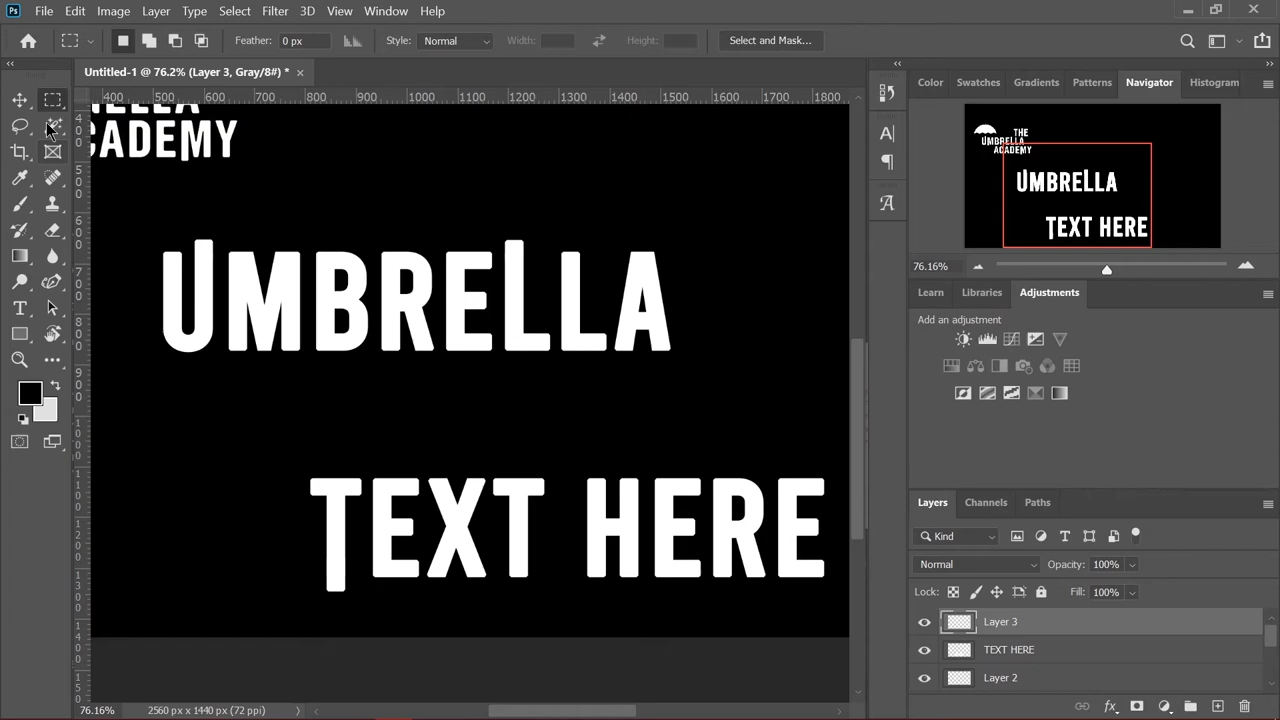 Ps File Edit Image Layer Type Select Filter 3D View Window Help
Feather: 0 px Style: Normal Width: Height: Select and Mask...
Untitled-1 @ 76.2% (Layer 3, Gray/8#) *
Color Swatches Gradients Patterns Navigator Histogram
400 500 600 700 800 900 1000 1100 1200 1300 1400 1500 1600 1700 1800
ACADEMY
THE
UMBRELLA
ACADEMY
UMBRELLA
TEXT HERE
76.16%
Learn Libraries Adjustments
Add an adjustment
UMBRELLA
TEXT HERE
Layers Channels Paths
Kind
Normal Opacity: 100%
Lock: Fill: 100%
Layer 3
TEXT HERE
Layer 2
76.16% 2560 px x 1440 px (72 ppi)